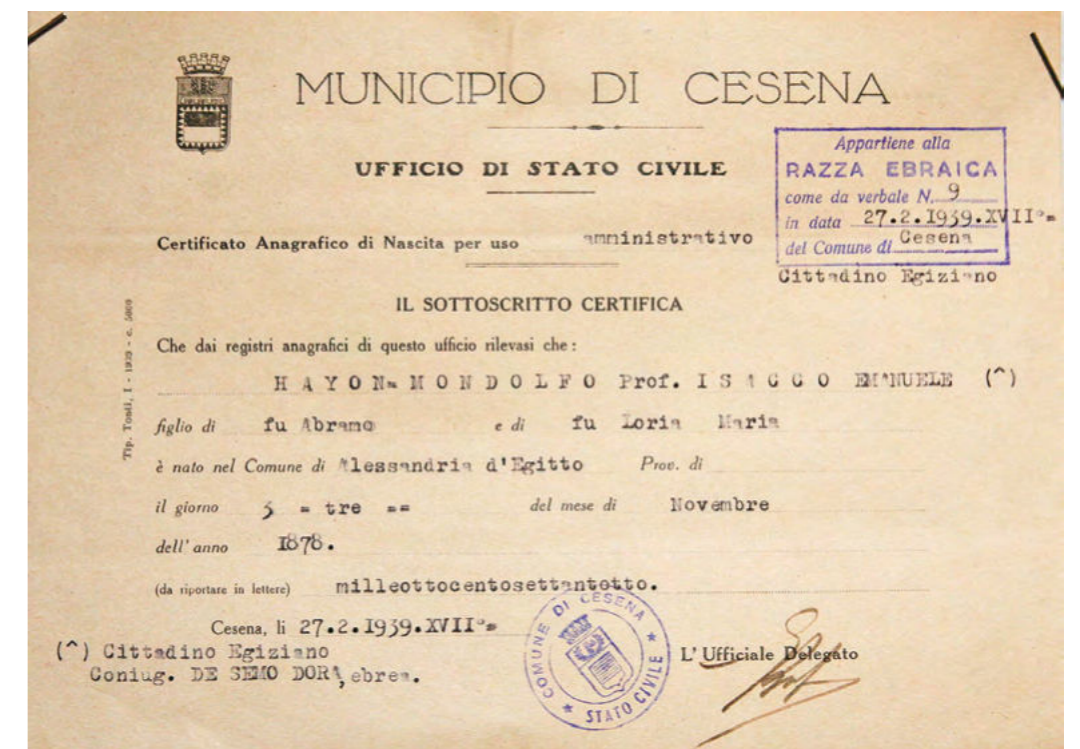 MUNICIPIO DI CESENA
UFFICIO DI STATO CIVILE
Appartiene alla
RAZZA EBRAICA
come da verbale N. 9
in data 27.2.1939.XVII°=
del Comune di Cesena
Cittadino Egiziano
Certificato Anagrafico di Nascita per uso amministrativo
IL SOTTOSCRITTO CERTIFICA
Che dai registri anagrafici di questo ufficio rilevasi che :
HAYON= MONDOLFO Prof. ISACCO EMANUELE (^)
figlio di fu Abramo e di fu Loria Maria
è nato nel Comune di Alessandria d'Egitto Prov. di
il giorno 3 = tre == del mese di Novembre
dell' anno I878.
(da riportare in lettere) milleottocentosettantotto.
Cesena, li 27.2.I939.XVII°=
(^) Cittadino Egiziano
Coniug. DE SEMO DORA, ebrea.
COMUNE DI CESENA
STATO CIVILE
L' Ufficiale Delegato
Tip. Tonti, I - 1939 - c. 5000